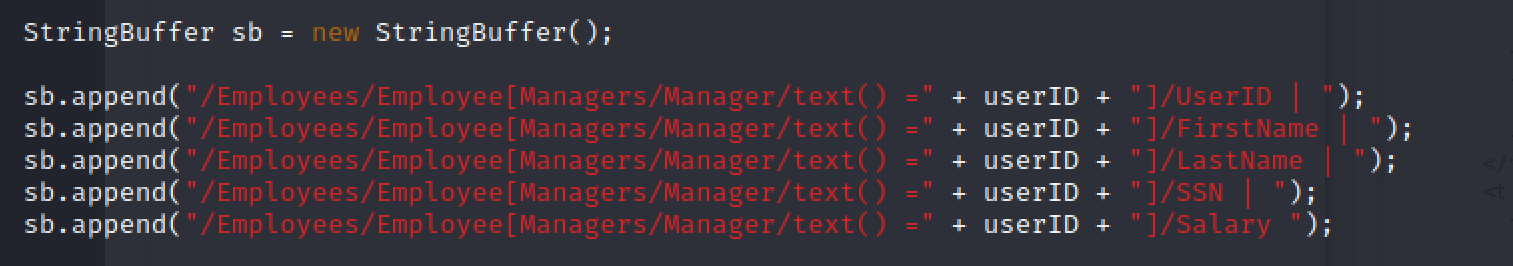 StringBuffer sb = new StringBuffer();
sb.append("/Employees/Employee[Managers/Manager/text() =" + userID + "]/UserID | ");
sb.append("/Employees/Employee[Managers/Manager/text() =" + userID + "]/FirstName | ");
sb.append("/Employees/Employee[Managers/Manager/text() =" + userID + "]/LastName | ");
sb.append("/Employees/Employee[Managers/Manager/text() =" + userID + "]/SSN | ");
sb.append("/Employees/Employee[Managers/Manager/text() =" + userID + "]/Salary ");